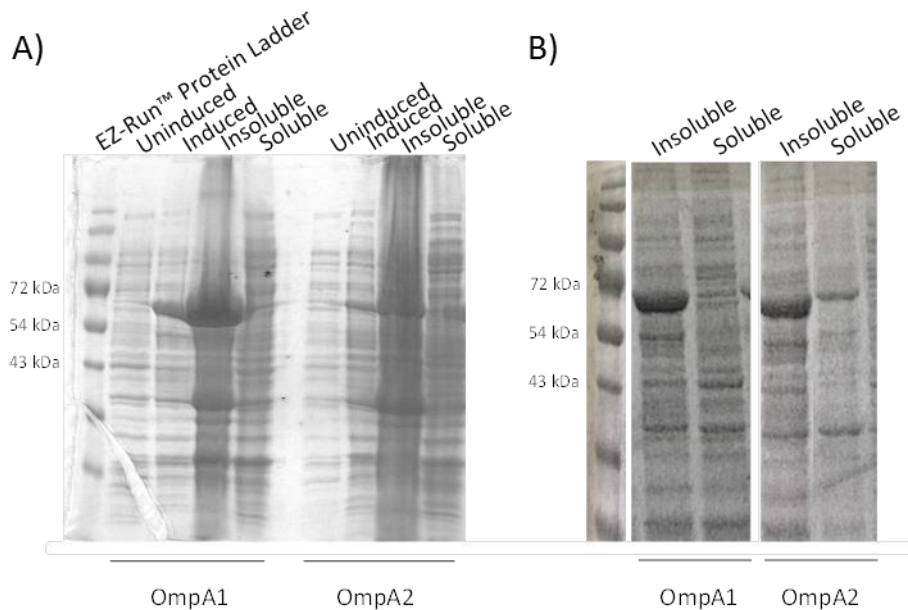 A)
B)
EZ-Run™ Protein Ladder
Uninduced
Induced
Insoluble
Soluble
Uninduced
Induced
Insoluble
Soluble
Insoluble
Soluble
Insoluble
Soluble
72 kDa
54 kDa
43 kDa
72 kDa
54 kDa
43 kDa
OmpA1
OmpA2
OmpA1
OmpA2